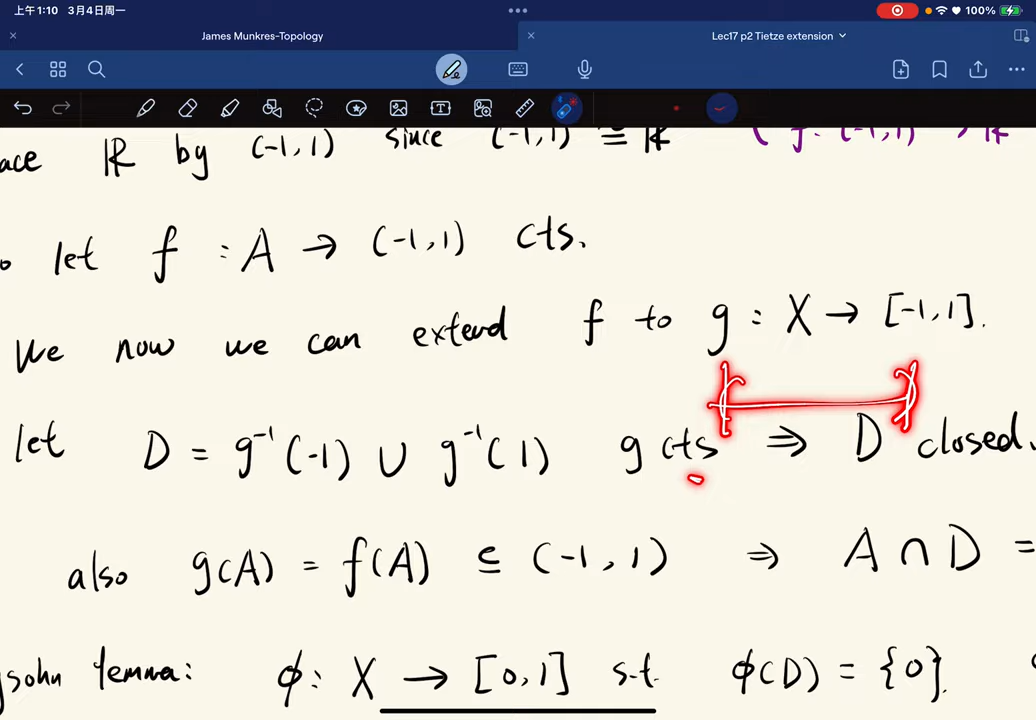 上午1:10 3月4日周一
100%
James Munkres-Topology
Lec17 p2 Tietze extension
ace ℝ by (-1,1) since (-1,1) ≅ ℝ
o let f : A → (-1,1) cts.
We now we can extend f to g : X → [-1,1].
let D = g⁻¹(-1) ∪ g⁻¹(1) g cts ⇒ D closed.
also g(A) = f(A) ⊆ (-1,1) ⇒ A ∩ D =
ysohn lemma: ϕ: X → [0,1] s.t. ϕ(D) = {0}.